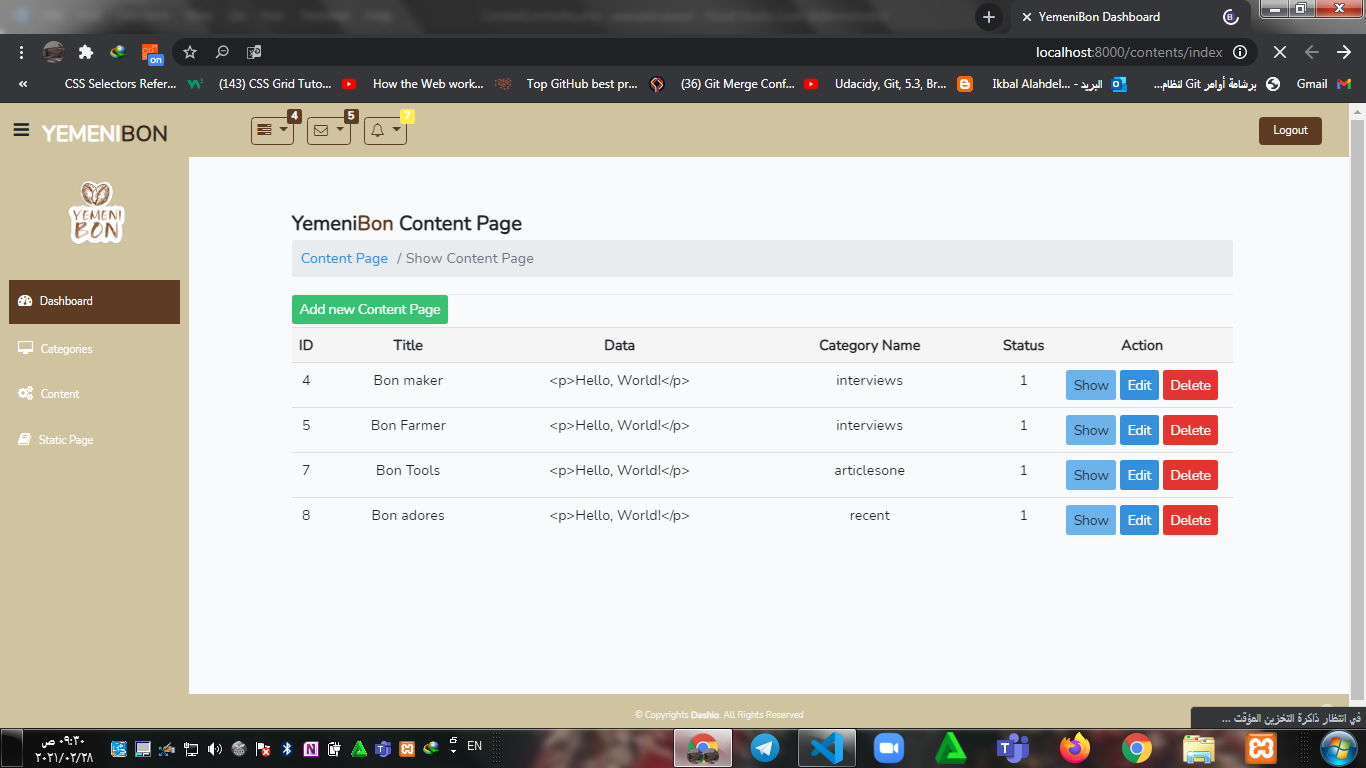 YemeniBon Dashboard
localhost:8000/contents/index
CSS Selectors Refer...
(143) CSS Grid Tuto...
How the Web work...
Top GitHub best pr...
(36) Git Merge Conf...
Udacity, Git, 5.3, Br...
Ikbal Alahdel... - البريد
برشامة أوامر Git لنظام...
Gmail
on
YEMENIBON
4
5
7
Logout
YEMENI
BON
YemeniBon Content Page
Content Page / Show Content Page
Dashboard
Categories
Content
Static Page
Add new Content Page
ID Title Data Category Name Status Action
4 Bon maker <p>Hello, World!</p> interviews 1 Show Edit Delete
5 Bon Farmer <p>Hello, World!</p> interviews 1 Show Edit Delete
7 Bon Tools <p>Hello, World!</p> articlesone 1 Show Edit Delete
8 Bon adores <p>Hello, World!</p> recent 1 Show Edit Delete
© Copyrights Dashio. All Rights Reserved
في انتظار ذاكرة التخزين المؤقت ...
٠٩:٣٠ ص
٢٠٢١/٠٢/٢٨
EN